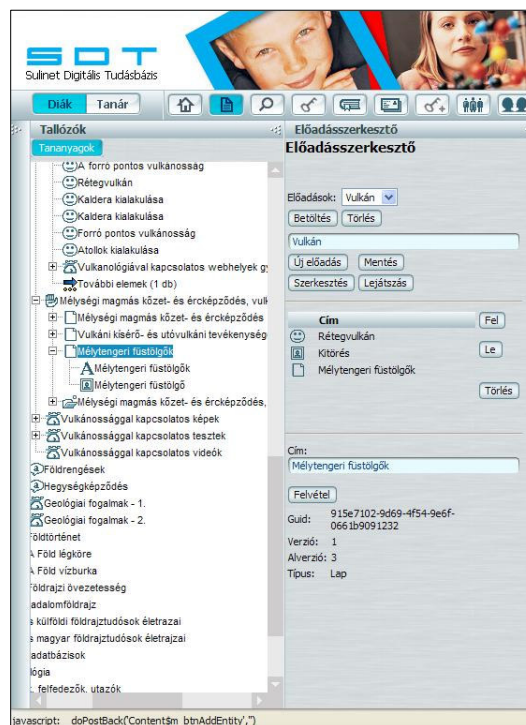 SDT
Sulinet Digitális Tudásbázis
Diák Tanár
Tallózók
Tananyagok
A forró pontos vulkánosság
Rétegvulkán
Kaldera kialakulása
Kaldera kialakulása
Forró pontos vulkánosság
Atollok kialakulása
Vulkanológiával kapcsolatos webhelyek gy
További elemek (1 db)
Mélységi magmás kőzet- és ércképződés, vulk
Mélységi magmás kőzet- és ércképződés
Vulkáni kísérő- és utóvulkáni tevékenység
Mélytengeri füstölgők
A Mélytengeri füstölgők
Mélytengeri füstölgő
Mélységi magmás kőzet- és ércképződés,
Vulkánossággal kapcsolatos képek
Vulkánossággal kapcsolatos tesztek
Vulkánossággal kapcsolatos videók
Földrengések
Hegységképződés
Geológiai fogalmak - 1.
Geológiai fogalmak - 2.
Földtörténet
A Föld légköre
A Föld vízburka
Földrajzi övezetesség
adalomföldrajz
s külföldi földrajztudósok életrazai
s magyar földrajztudósok életrajzai
adatbázisok
lógia
felfedezők, utazók
Előadásszerkesztő
Előadásszerkesztő
Előadások: Vulkán
Betöltés Törlés
Vulkán
Új előadás Mentés
Szerkesztés Lejátszás
Cím Fel
Rétegvulkán
Kitörés Le
Mélytengeri füstölgők
Törlés
Cím:
Mélytengeri füstölgők
Felvétel
Guid: 915e7102-9d69-4f54-9e6f-
0661b9091232
Verzió: 1
Alverzió: 3
Típus: Lap
javascript:__doPostBack('Content$m_btnAddEntity','')